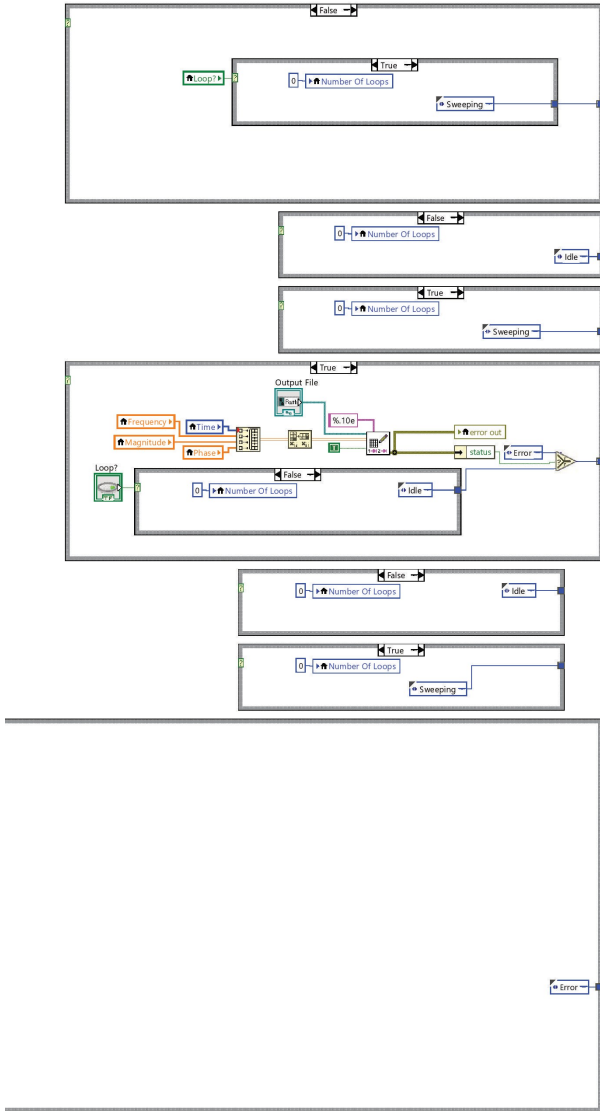 False
True
Loop?
0 Number Of Loops
Sweeping
False
0 Number Of Loops
Idle
True
0 Number Of Loops
Sweeping
True
Output File
Path
%.10e
Frequency
Time
error out
Magnitude
Phase
status
Error
Loop?
False
TF
0 Number Of Loops
Idle
False
0 Number Of Loops
Idle
True
0 Number Of Loops
Sweeping
Error